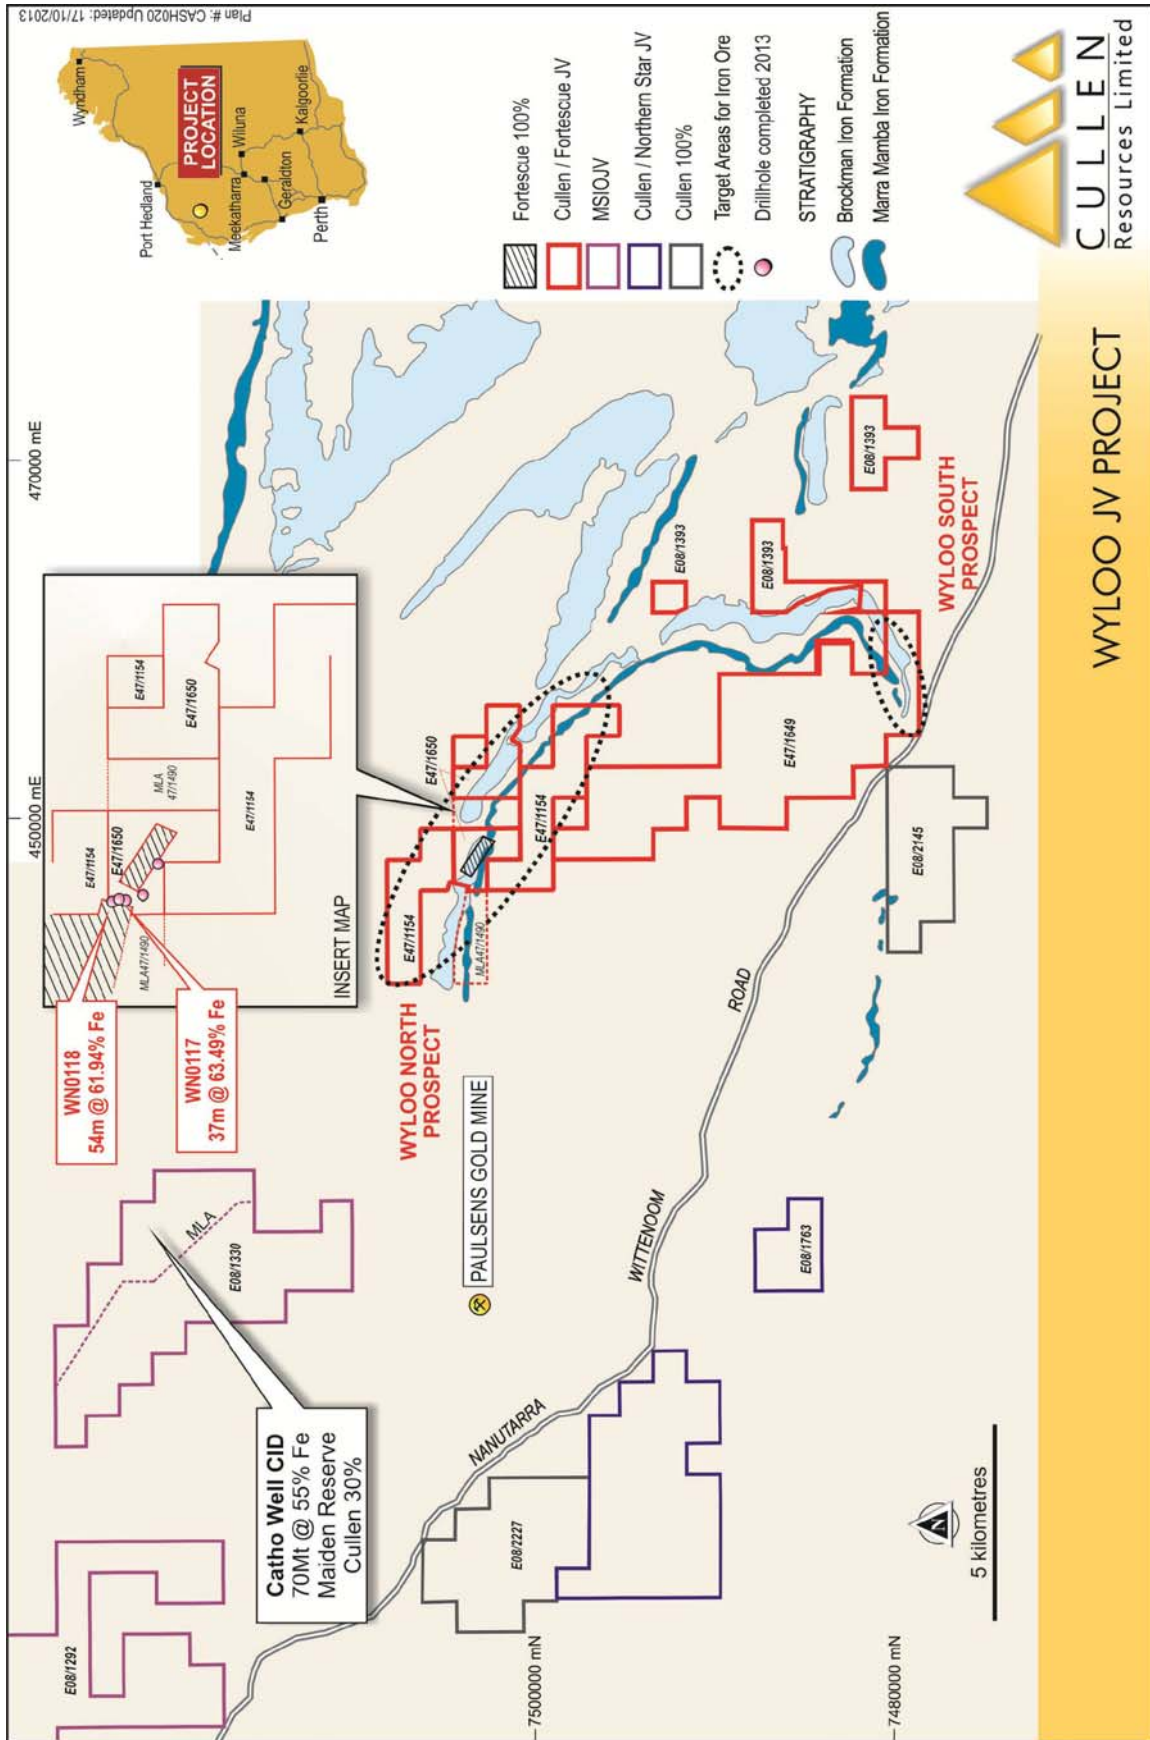 Plan #: CASH020 Updated: 17/10/2013
450000 mE
470000 mE
7500000 mN
7480000 mN
E08/1292
E08/1330
MLA
Catho Well CID
70Mt @ 55% Fe
Maiden Reserve
Cullen 30%
WN0118
54m @ 61.94% Fe
WN0117
37m @ 63.49% Fe
INSERT MAP
E47/1154
E47/1650
MLA47/1490
MLA
47/1490
E47/1154
E47/1650
E47/1154
WYLOO NORTH
PROSPECT
PAULSENS GOLD MINE
E47/1154
MLA47/1490
E47/1650
E47/1154
E47/1649
E08/1393
E08/1393
E08/1393
WYLOO SOUTH
PROSPECT
NANUTARRA
WITTENOOM
ROAD
E08/2227
E08/1763
E08/2145
N
5 kilometres
PROJECT
LOCATION
Wyndham
Port Hedland
Meekatharra
Wiluna
Geraldton
Kalgoorlie
Perth
Fortescue 100%
Cullen / Fortescue JV
MSIOJV
Cullen / Northern Star JV
Cullen 100%
Target Areas for Iron Ore
Drillhole completed 2013
STRATIGRAPHY
Brockman Iron Formation
Marra Mamba Iron Formation
WYLOO JV PROJECT
CULLEN
Resources Limited